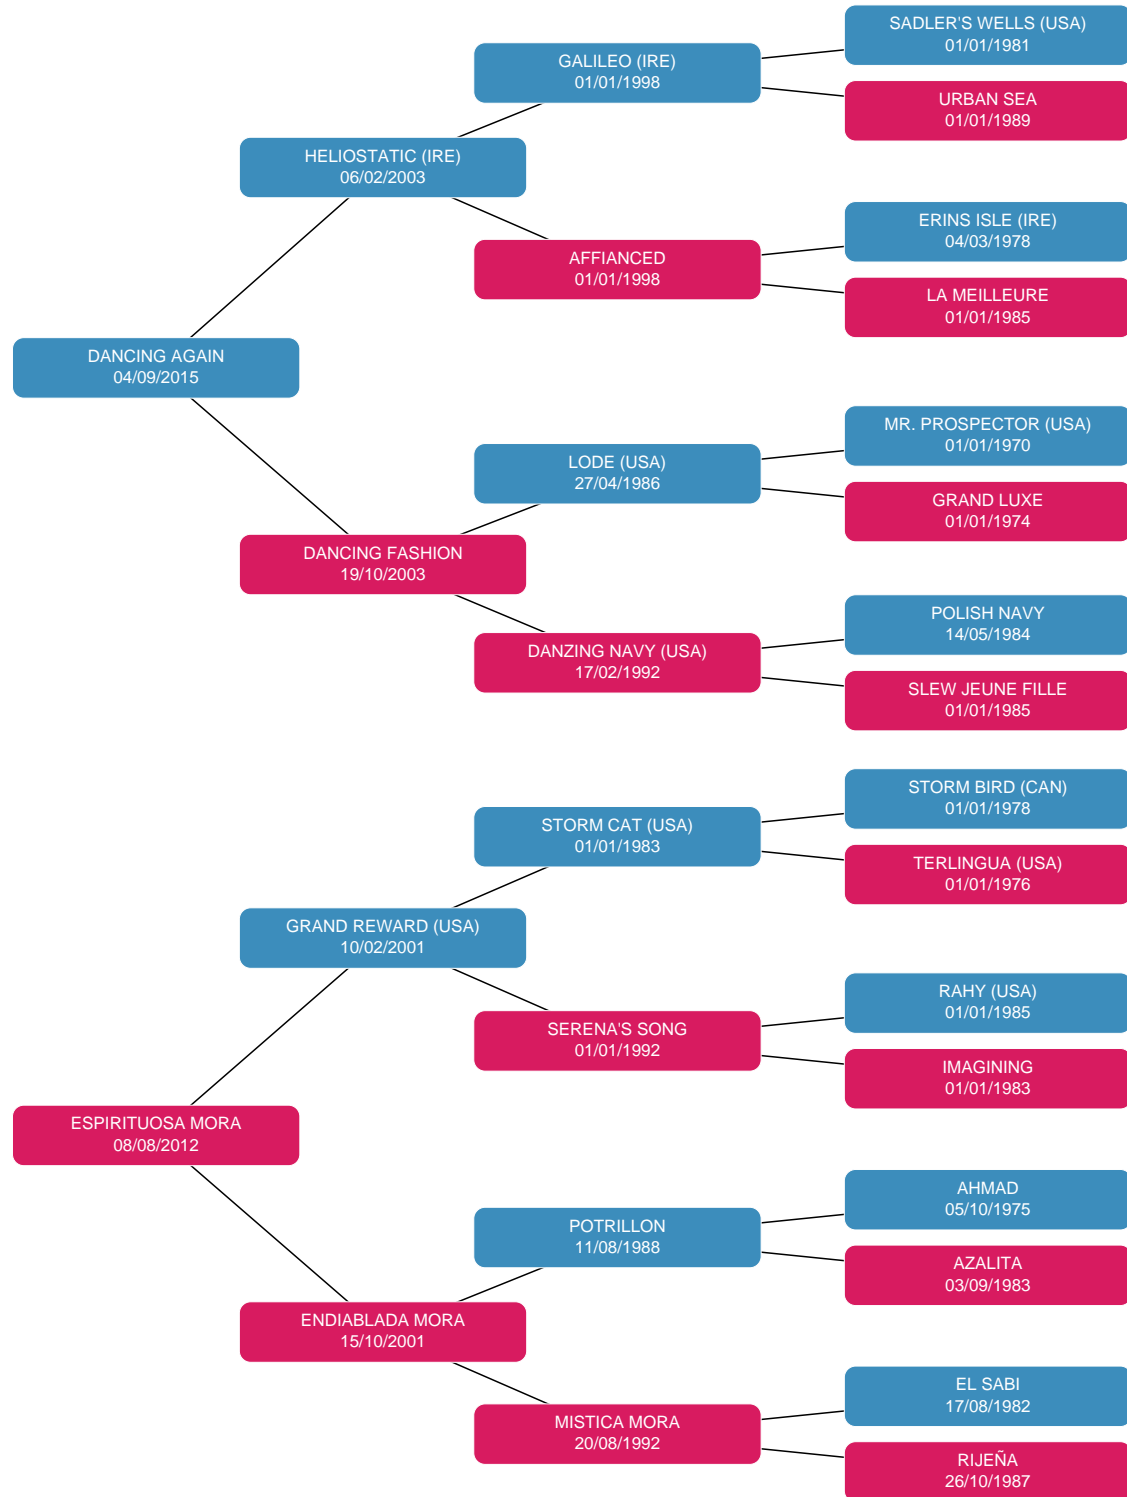 SADLER'S WELLS (USA)
01/01/1981
GALILEO (IRE)
01/01/1998
URBAN SEA
01/01/1989
HELIOSTATIC (IRE)
06/02/2003
ERINS ISLE (IRE)
04/03/1978
AFFIANCED
01/01/1998
LA MEILLEURE
01/01/1985
DANCING AGAIN
04/09/2015
MR. PROSPECTOR (USA)
01/01/1970
LODE (USA)
27/04/1986
GRAND LUXE
01/01/1974
DANCING FASHION
19/10/2003
POLISH NAVY
14/05/1984
DANZING NAVY (USA)
17/02/1992
SLEW JEUNE FILLE
01/01/1985
STORM BIRD (CAN)
01/01/1978
STORM CAT (USA)
01/01/1983
TERLINGUA (USA)
01/01/1976
GRAND REWARD (USA)
10/02/2001
RAHY (USA)
01/01/1985
SERENA'S SONG
01/01/1992
IMAGINING
01/01/1983
ESPIRITUOSA MORA
08/08/2012
AHMAD
05/10/1975
POTRILLON
11/08/1988
AZALITA
03/09/1983
ENDIABLADA MORA
15/10/2001
EL SABI
17/08/1982
MISTICA MORA
20/08/1992
RIJEÑA
26/10/1987